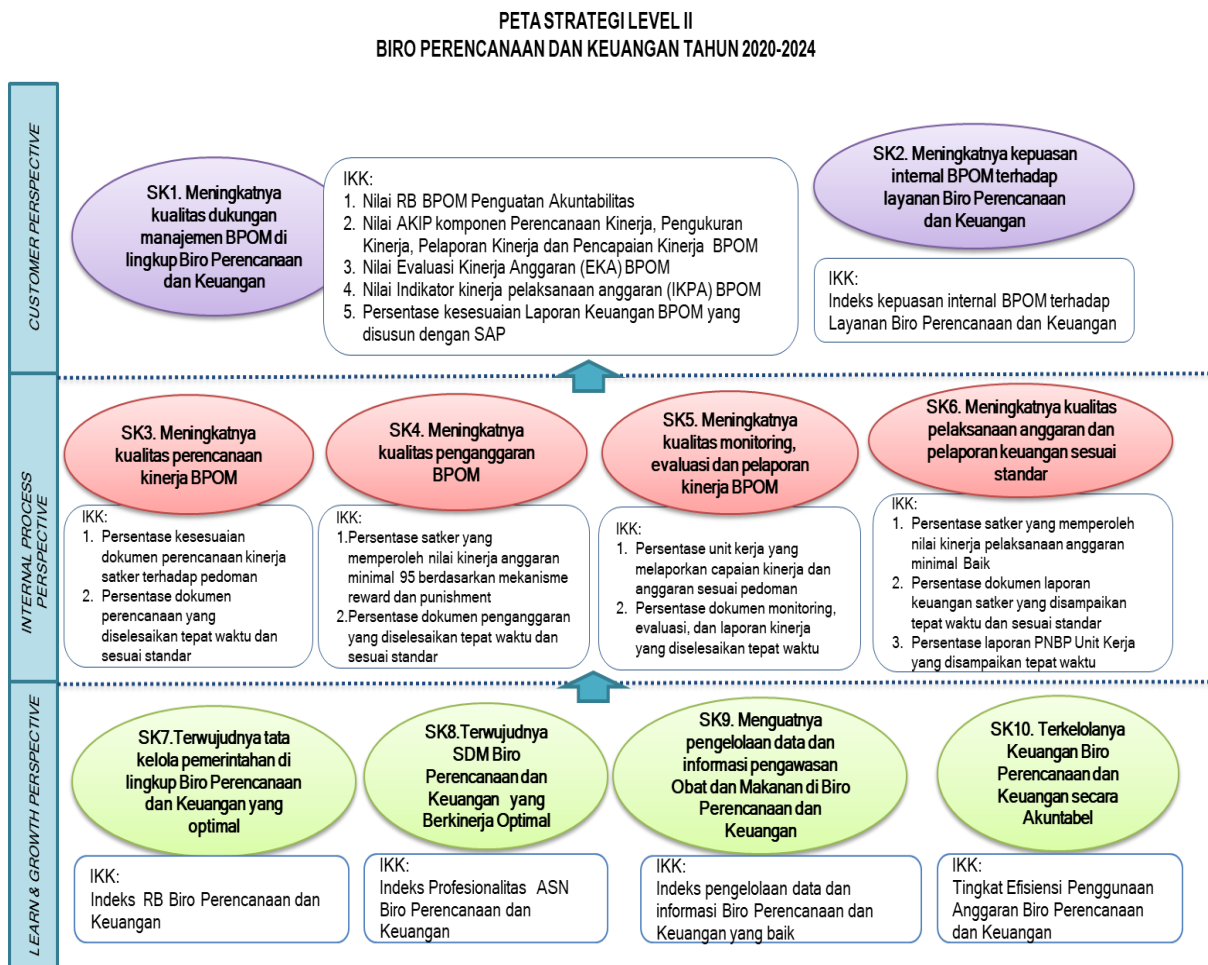 PETA STRATEGI LEVEL II
BIRO PERENCANAAN DAN KEUANGAN TAHUN 2020-2024
CUSTOMER PERSPECTIVE
SK1. Meningkatnya
kualitas dukungan
manajemen BPOM di
lingkup Biro Perencanaan
dan Keuangan
IKK:
1. Nilai RB BPOM Penguatan Akuntabilitas
2. Nilai AKIP komponen Perencanaan Kinerja, Pengukuran
Kinerja, Pelaporan Kinerja dan Pencapaian Kinerja BPOM
3. Nilai Evaluasi Kinerja Anggaran (EKA) BPOM
4. Nilai Indikator kinerja pelaksanaan anggaran (IKPA) BPOM
5. Persentase kesesuaian Laporan Keuangan BPOM yang
disusun dengan SAP
SK2. Meningkatnya kepuasan
internal BPOM terhadap
layanan Biro Perencanaan
dan Keuangan
IKK:
Indeks kepuasan internal BPOM terhadap
Layanan Biro Perencanaan dan Keuangan
INTERNAL PROCESS
PERSPECTIVE
SK3. Meningkatnya
kualitas perencanaan
kinerja BPOM
IKK:
1. Persentase kesesuaian
dokumen perencanaan kinerja
satker terhadap pedoman
2. Persentase dokumen
perencanaan yang
diselesaikan tepat waktu dan
sesuai standar
SK4. Meningkatnya
kualitas penganggaran
BPOM
IKK:
1.Persentase satker yang
memperoleh nilai kinerja anggaran
minimal 95 berdasarkan mekanisme
reward dan punishment
2.Persentase dokumen penganggaran
yang diselesaikan tepat waktu dan
sesuai standar
SK5. Meningkatnya
kualitas monitoring,
evaluasi dan pelaporan
kinerja BPOM
IKK:
1. Persentase unit kerja yang
melaporkan capaian kinerja dan
anggaran sesuai pedoman
2. Persentase dokumen monitoring,
evaluasi, dan laporan kinerja
yang diselesaikan tepat waktu
SK6. Meningkatnya kualitas
pelaksanaan anggaran dan
pelaporan keuangan sesuai
standar
IKK:
1. Persentase satker yang memperoleh
nilai kinerja pelaksanaan anggaran
minimal Baik
2. Persentase dokumen laporan
keuangan satker yang disampaikan
tepat waktu dan sesuai standar
3. Persentase laporan PNBP Unit Kerja
yang disampaikan tepat waktu
LEARN & GROWTH PERSPECTIVE
SK7.Terwujudnya tata
kelola pemerintahan di
lingkup Biro Perencanaan
dan Keuangan yang
optimal
IKK:
Indeks RB Biro Perencanaan dan
Keuangan
SK8.Terwujudnya
SDM Biro
Perencanaan dan
Keuangan yang
Berkinerja Optimal
IKK:
Indeks Profesionalitas ASN
Biro Perencanaan dan
Keuangan
SK9. Menguatnya
pengelolaan data dan
informasi pengawasan
Obat dan Makanan di Biro
Perencanaan dan
Keuangan
IKK:
Indeks pengelolaan data dan
informasi Biro Perencanaan dan
Keuangan yang baik
SK10. Terkelolanya
Keuangan Biro
Perencanaan dan
Keuangan secara
Akuntabel
IKK:
Tingkat Efisiensi Penggunaan
Anggaran Biro Perencanaan
dan Keuangan